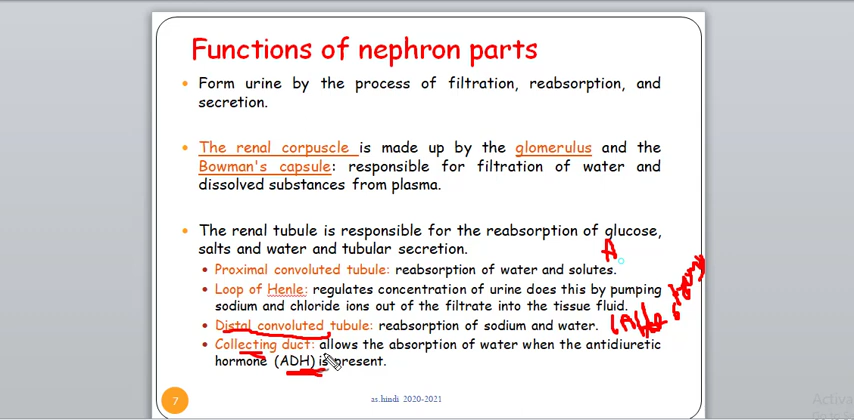 Functions of nephron parts
• Form urine by the process of filtration, reabsorption, and
secretion.
• The renal corpuscle is made up by the glomerulus and the
Bowman's capsule: responsible for filtration of water and
dissolved substances from plasma.
• The renal tubule is responsible for the reabsorption of glucose,
salts and water and tubular secretion.
A
• Proximal convoluted tubule: reabsorption of water and solutes.
• Loop of Henle: regulates concentration of urine does this by pumping
sodium and chloride ions out of the filtrate into the tissue fluid.
• Distal convoluted tubule: reabsorption of sodium and water.
• Collecting duct: allows the absorption of water when the antidiuretic
hormone (ADH) is present.
7
as.hindi 2020-2021
Activa